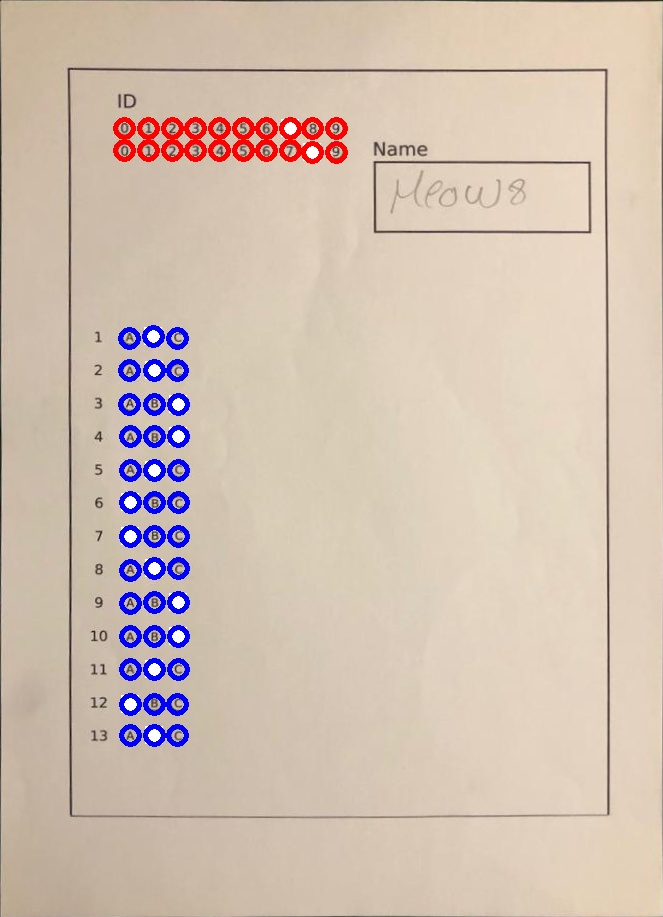 ID
0 1 2 3 4 5 6 8 9
0 1 2 3 4 5 6 7 9
Name
Meow8
1 A C
2 A C
3 A B
4 A B
5 A C
6 B C
7 B C
8 A C
9 A B
10 A B
11 A C
12 B C
13 A C